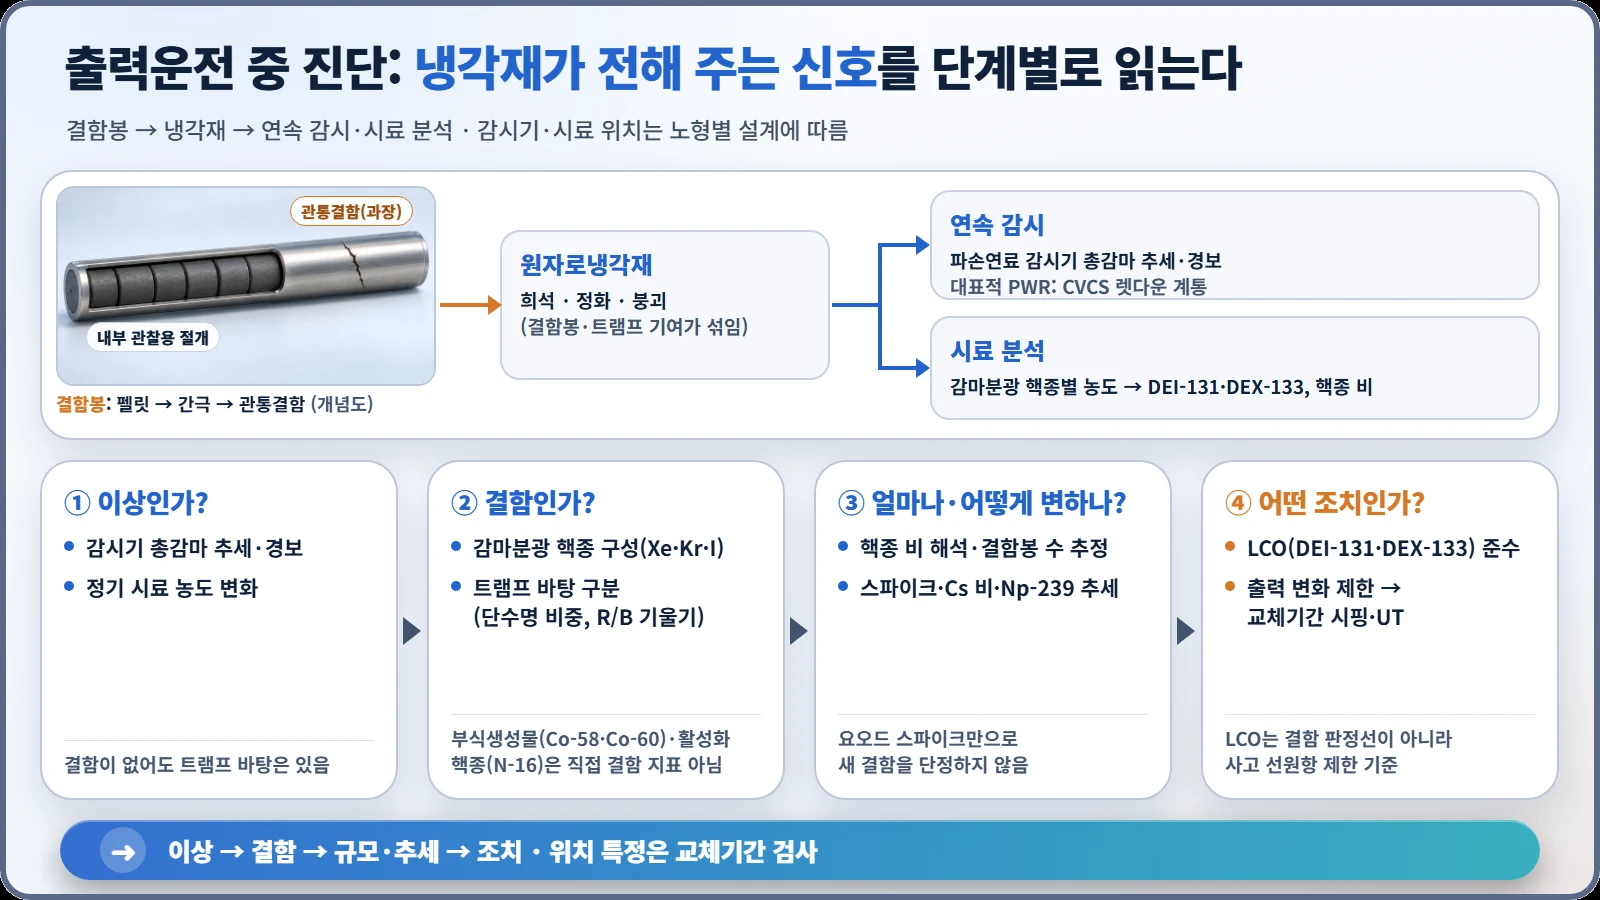 출력운전 중 진단: 냉각재가 전해 주는 신호를 단계별로 읽는다
결함봉 → 냉각재 → 연속 감시·시료 분석 · 감시기·시료 위치는 노형별 설계에 따름
관통결함(과장)
내부 관찰용 절개
결함봉: 펠릿 → 간극 → 관통결함 (개념도)
원자로냉각재
희석 · 정화 · 붕괴
(결함봉·트램프 기여가 섞임)
연속 감시
파손연료 감시기 총감마 추세·경보
대표적 PWR: CVCS 렛다운 계통
시료 분석
감마분광 핵종별 농도 → DEI-131·DEX-133, 핵종 비
① 이상인가?
감시기 총감마 추세·경보
정기 시료 농도 변화
결함이 없어도 트램프 바탕은 있음
② 결함인가?
감마분광 핵종 구성(Xe·Kr·I)
트램프 바탕 구분
(단수명 비중, R/B 기울기)
부식생성물(Co-58·Co-60)·활성화
핵종(N-16)은 직접 결함 지표 아님
③ 얼마나·어떻게 변하나?
핵종 비 해석·결함봉 수 추정
스파이크·Cs 비·Np-239 추세
요오드 스파이크만으로
새 결함을 단정하지 않음
④ 어떤 조치인가?
LCO(DEI-131·DEX-133) 준수
출력 변화 제한 →
교체기간 시핑·UT
LCO는 결함 판정선이 아니라
사고 선원항 제한 기준
→ 이상 → 결함 → 규모·추세 → 조치 · 위치 특정은 교체기간 검사